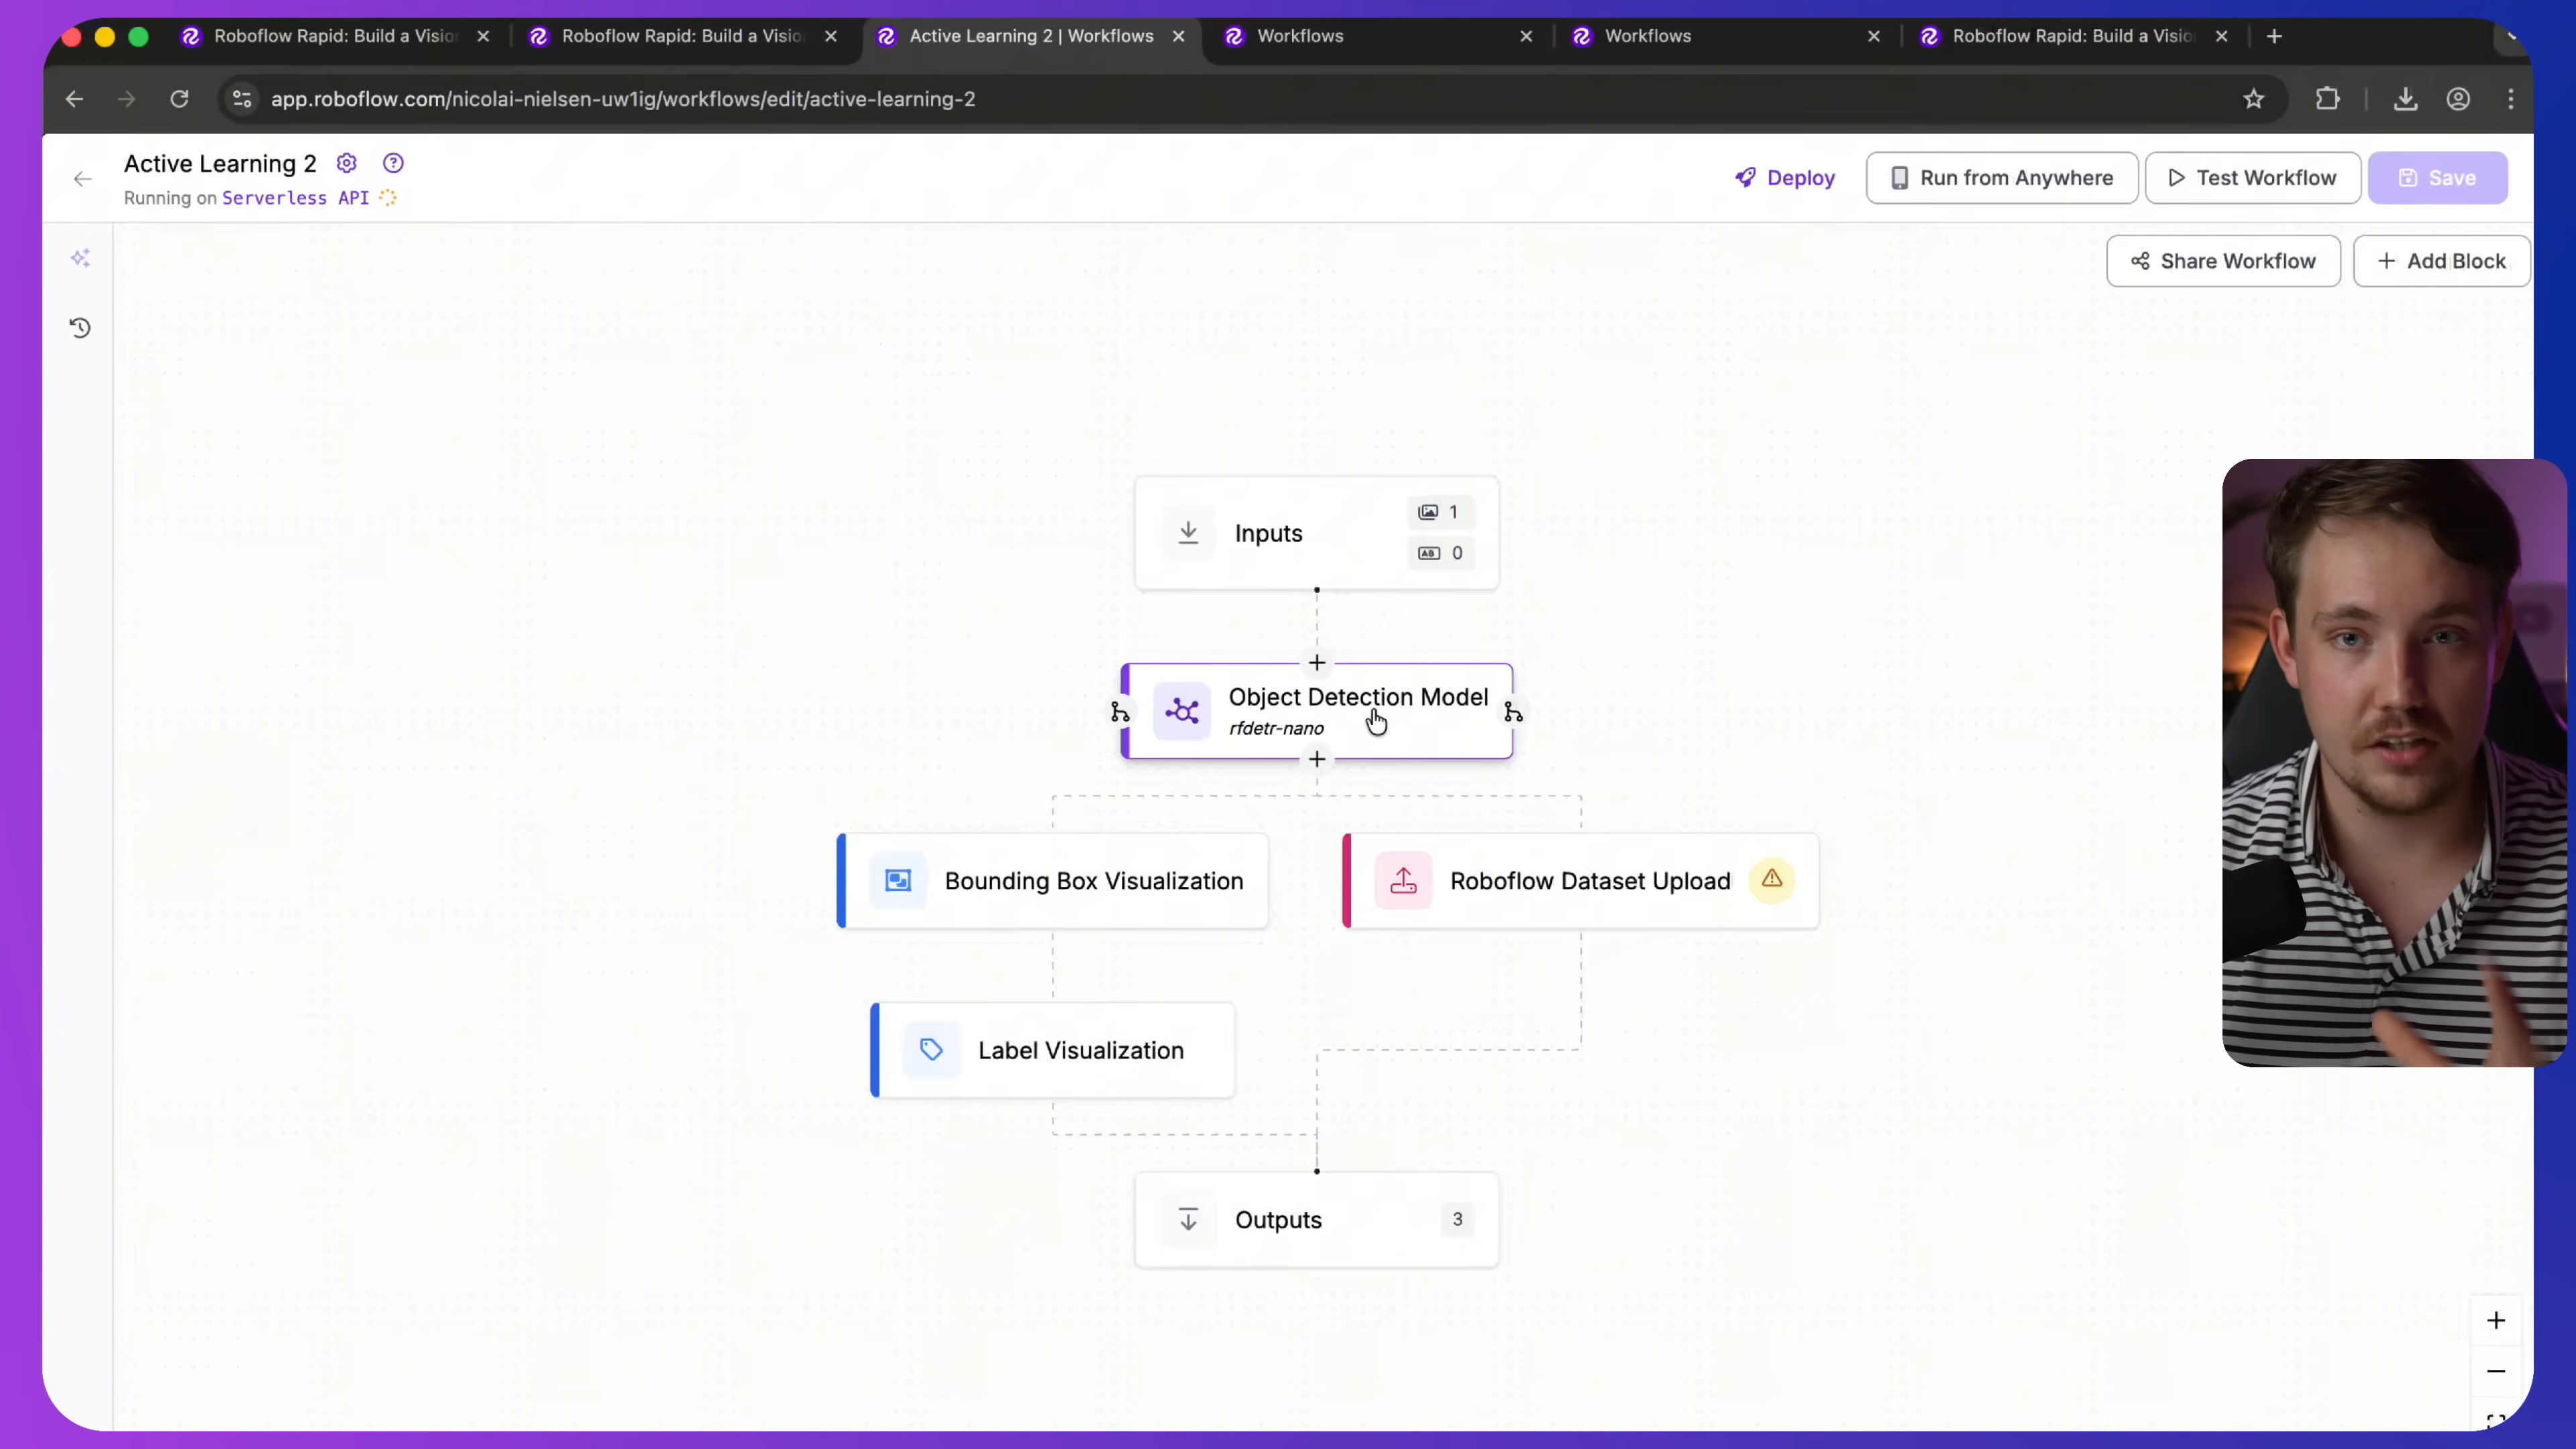 Roboflow Rapid: Build a Visio
Roboflow Rapid: Build a Visio
Active Learning 2 | Workflows
Workflows
Workflows
Roboflow Rapid: Build a Visio
app.roboflow.com/nicolai-nielsen-uw1ig/workflows/edit/active-learning-2
Active Learning 2
Running on Serverless API
Deploy
Run from Anywhere
Test Workflow
Save
Share Workflow
Add Block
Inputs
1
AB 0
Object Detection Model
rfdetr-nano
Bounding Box Visualization
Roboflow Dataset Upload
Label Visualization
Outputs
3